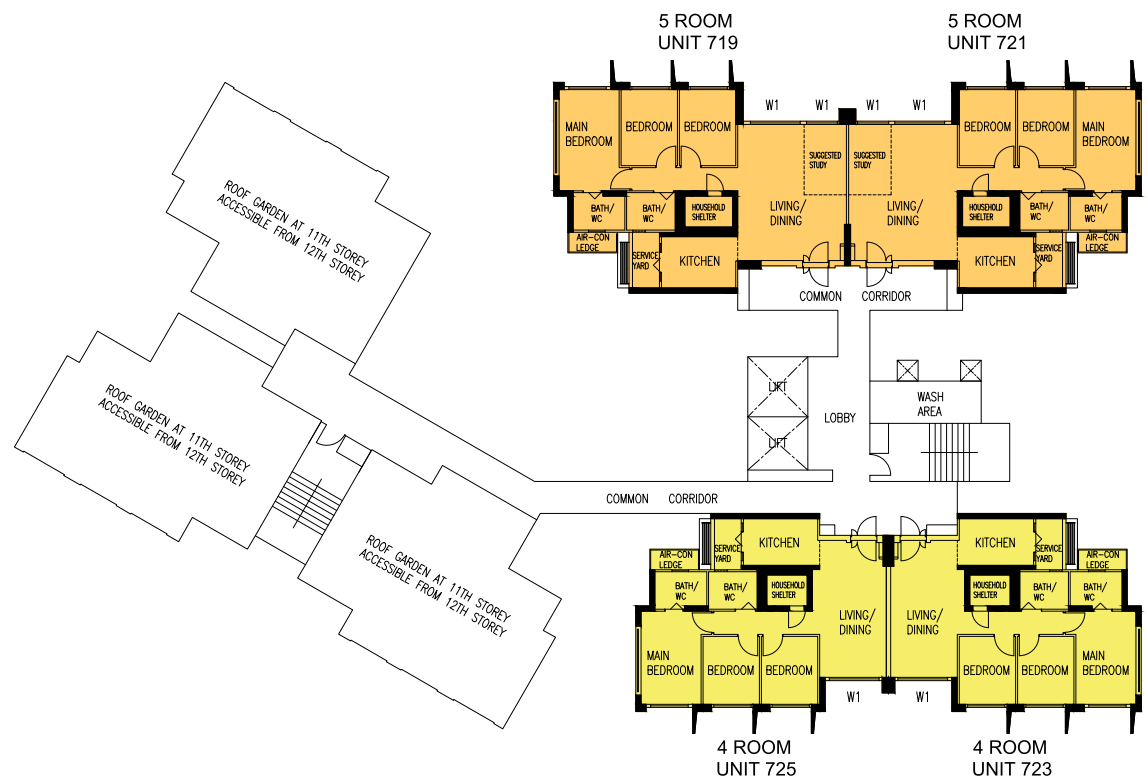 5 ROOM
UNIT 719
5 ROOM
UNIT 721
W1
W1
W1
W1
MAIN
BEDROOM
BEDROOM
BEDROOM
SUGGESTED
STUDY
SUGGESTED
STUDY
BEDROOM
BEDROOM
MAIN
BEDROOM
BATH/
WC
BATH/
WC
HOUSEHOLD
SHELTER
LIVING/
DINING
LIVING/
DINING
HOUSEHOLD
SHELTER
BATH/
WC
BATH/
WC
AIR-CON
LEDGE
SERVICE
YARD
KITCHEN
KITCHEN
SERVICE
YARD
AIR-CON
LEDGE
COMMON CORRIDOR
ROOF GARDEN AT 11TH STOREY
ACCESSIBLE FROM 12TH STOREY
ROOF GARDEN AT 11TH STOREY
ACCESSIBLE FROM 12TH STOREY
ROOF GARDEN AT 11TH STOREY
ACCESSIBLE FROM 12TH STOREY
LIFT
LIFT
LOBBY
WASH
AREA
COMMON CORRIDOR
AIR-CON
LEDGE
SERVICE
YARD
KITCHEN
KITCHEN
SERVICE
YARD
AIR-CON
LEDGE
BATH/
WC
BATH/
WC
HOUSEHOLD
SHELTER
HOUSEHOLD
SHELTER
BATH/
WC
BATH/
WC
LIVING/
DINING
LIVING/
DINING
MAIN
BEDROOM
BEDROOM
BEDROOM
BEDROOM
BEDROOM
MAIN
BEDROOM
W1
W1
4 ROOM
UNIT 725
4 ROOM
UNIT 723